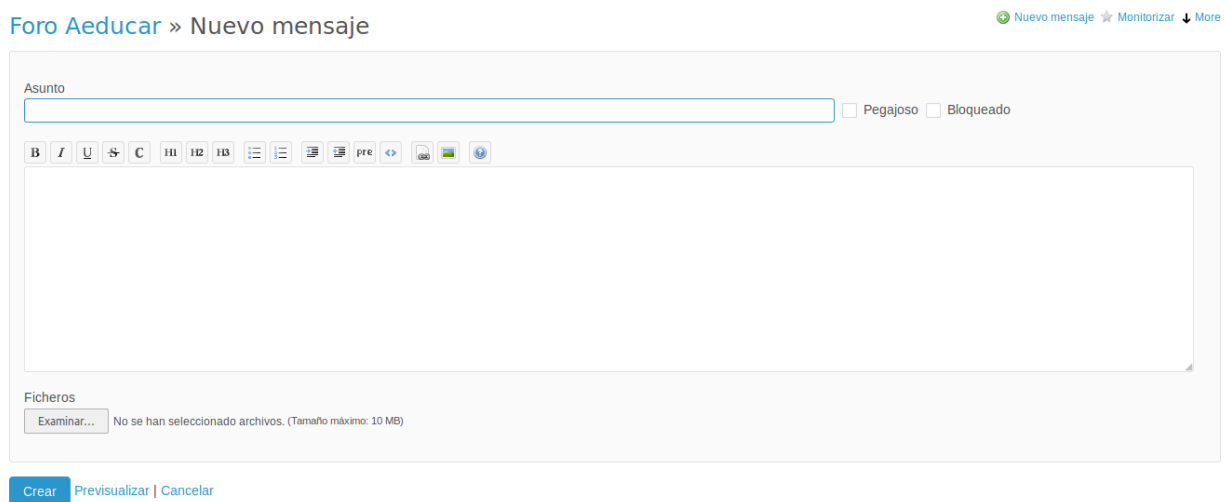 Foro Aeducar » Nuevo mensaje
Nuevo mensaje Monitorizar More
Asunto
Pegajoso Bloqueado
B I U S C H1 H2 H3 pre <>
Ficheros
Examinar... No se han seleccionado archivos. (Tamaño máximo: 10 MB)
Crear Previsualizar | Cancelar